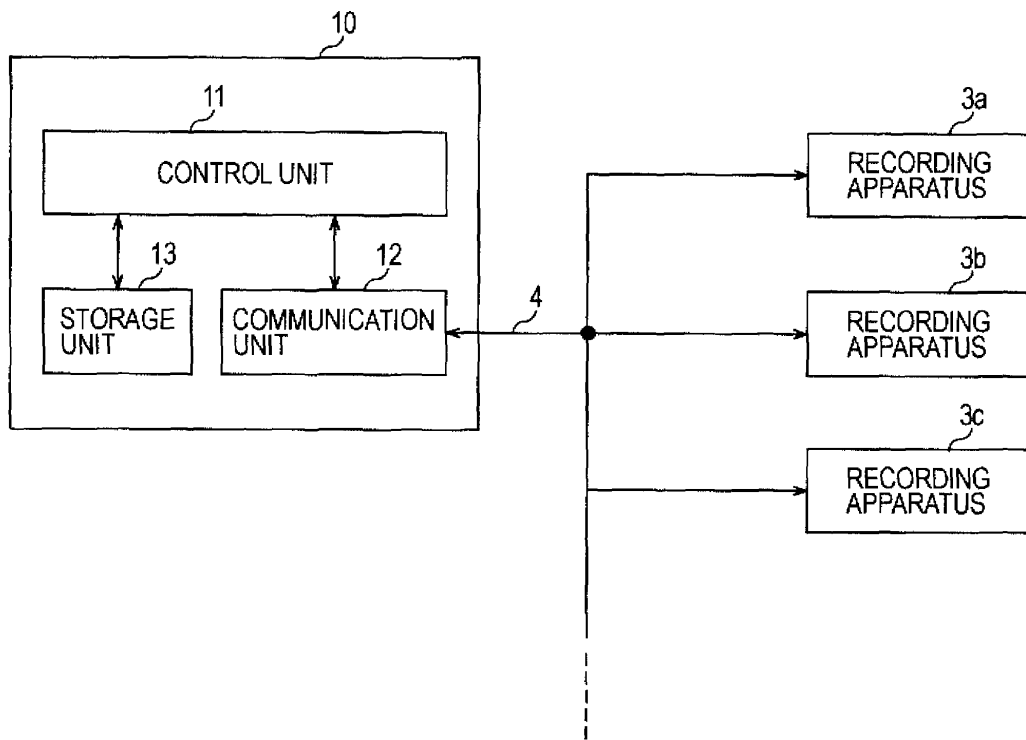 10
11
CONTROL UNIT
13
STORAGE
UNIT
12
COMMUNICATION
UNIT
4
3a
RECORDING
APPARATUS
3b
RECORDING
APPARATUS
3c
RECORDING
APPARATUS